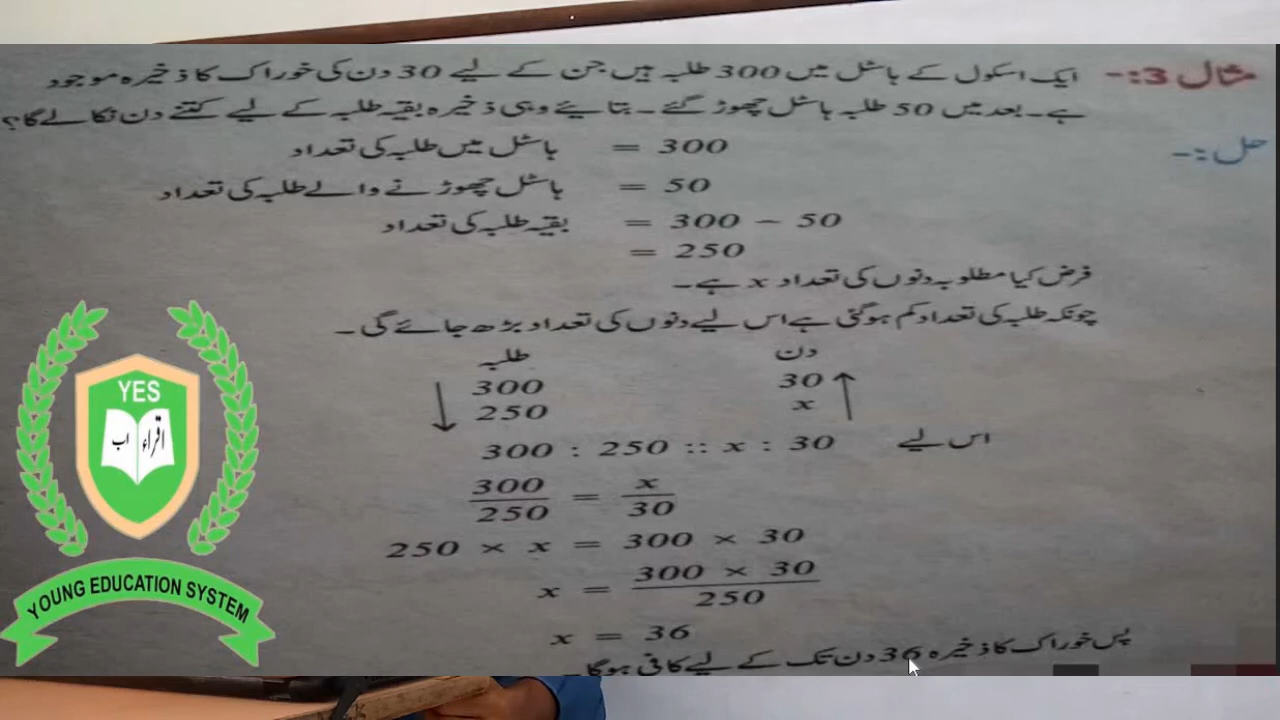 مثال 3:- ایک اسکول کے ہاسٹل میں 300 طلبہ ہیں جن کے لیے 30 دن کی خوراک کا ذخیرہ موجود
ہے۔ بعد میں 50 طلبہ ہاسٹل چھوڑ گئے۔ بتائیے وہی ذخیرہ بقیہ طلبہ کے لیے کتنے دن نکالے گا؟
حل:-
ہاسٹل میں طلبہ کی تعداد = 300
ہاسٹل چھوڑنے والے طلبہ کی تعداد = 50
بقیہ طلبہ کی تعداد = 300 − 50
= 250
فرض کیا مطلوبہ دنوں کی تعداد x ہے۔
چونکہ طلبہ کی تعداد کم ہوگئی ہے اس لیے دنوں کی تعداد بڑھ جائے گی۔
طلبہ دن
300 30
250 x
300 : 250 :: x : 30 اس لیے
300/250 = x/30
250 × x = 300 × 30
x = (300 × 30)/250
x = 36
پس خوراک کا ذخیرہ 36 دن تک کے لیے کافی ہوگا۔
YES
اقراء اب
YOUNG EDUCATION SYSTEM